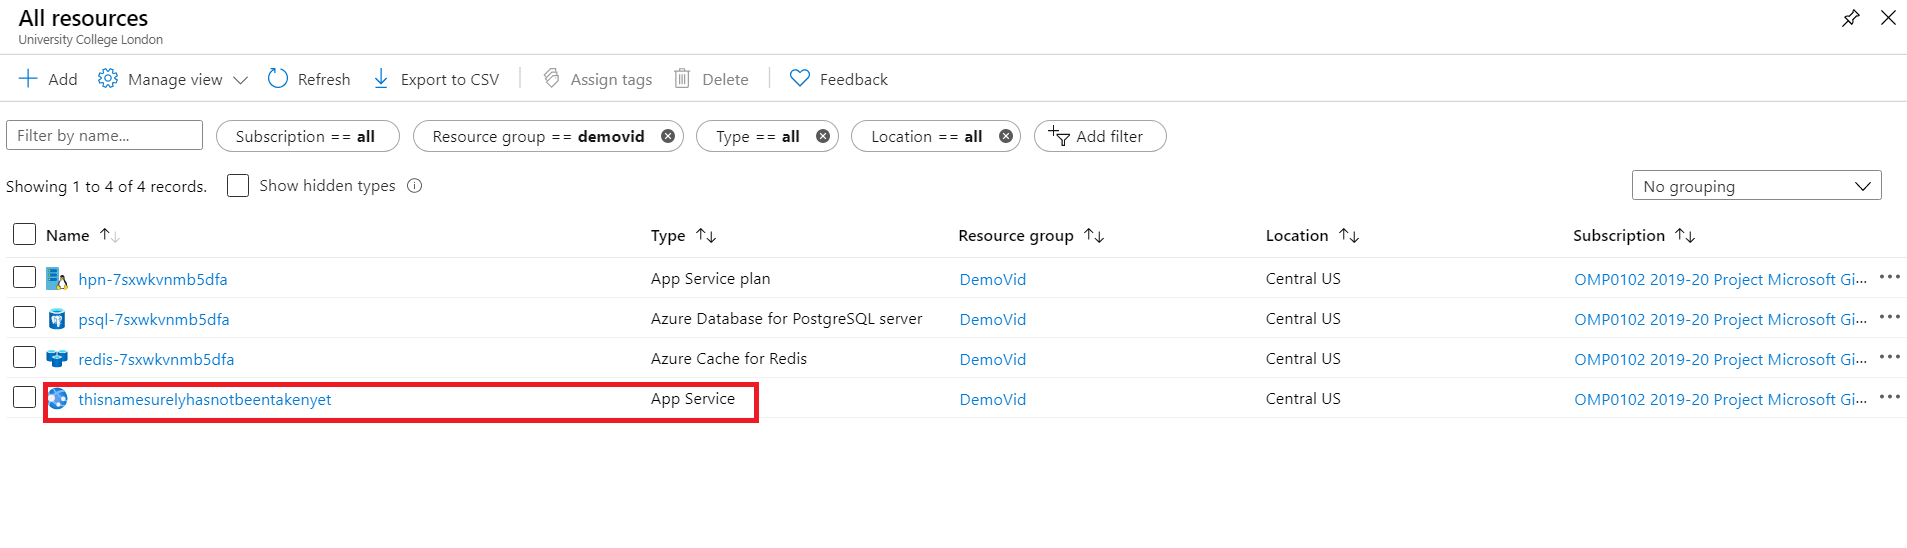 All resources
University College London
Add Manage view Refresh Export to CSV Assign tags Delete Feedback
Filter by name... Subscription == all Resource group == demovid Type == all Location == all Add filter
Showing 1 to 4 of 4 records. Show hidden types No grouping
Name Type Resource group Location Subscription
hpn-7sxwkvnmb5dfa App Service plan DemoVid Central US OMP0102 2019-20 Project Microsoft Gi...
psql-7sxwkvnmb5dfa Azure Database for PostgreSQL server DemoVid Central US OMP0102 2019-20 Project Microsoft Gi...
redis-7sxwkvnmb5dfa Azure Cache for Redis DemoVid Central US OMP0102 2019-20 Project Microsoft Gi...
thisnamesurelyhasnotbeentakenyet App Service DemoVid Central US OMP0102 2019-20 Project Microsoft Gi...